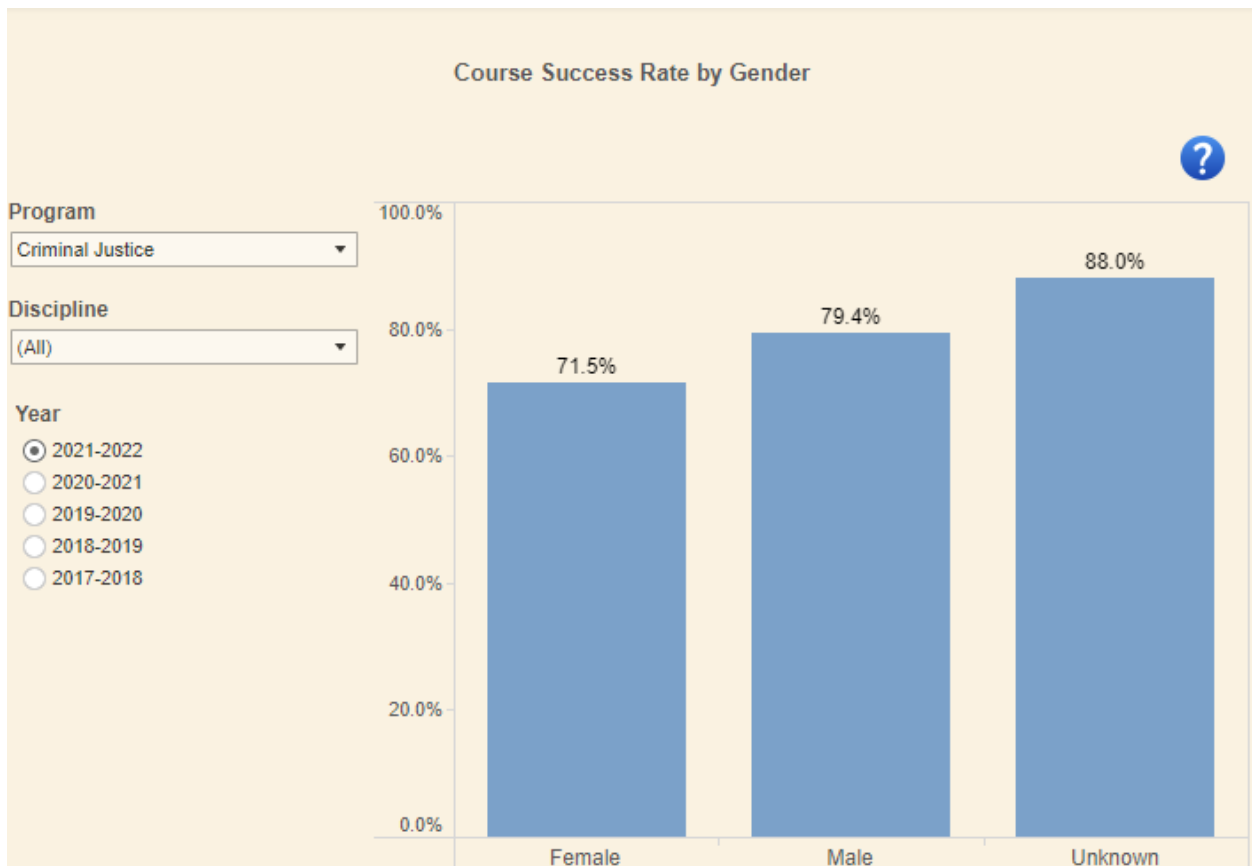 Course Success Rate by Gender
?
Program
Criminal Justice
Discipline
(All)
Year
2021-2022
2020-2021
2019-2020
2018-2019
2017-2018
100.0%
80.0%
60.0%
40.0%
20.0%
0.0%
71.5%
79.4%
88.0%
Female Male Unknown